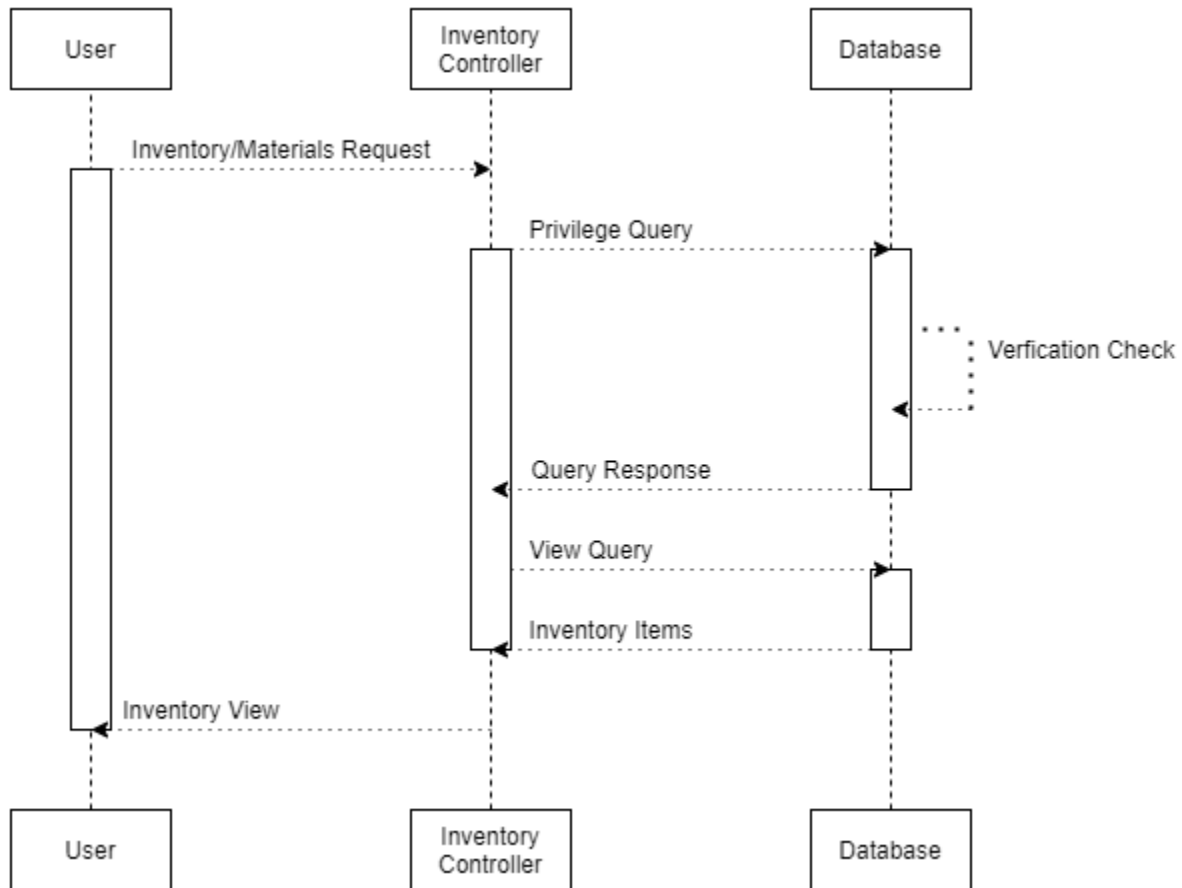 User
Inventory
Controller
Database
Inventory/Materials Request
Privilege Query
Verfication Check
Query Response
View Query
Inventory Items
Inventory View
User
Inventory
Controller
Database